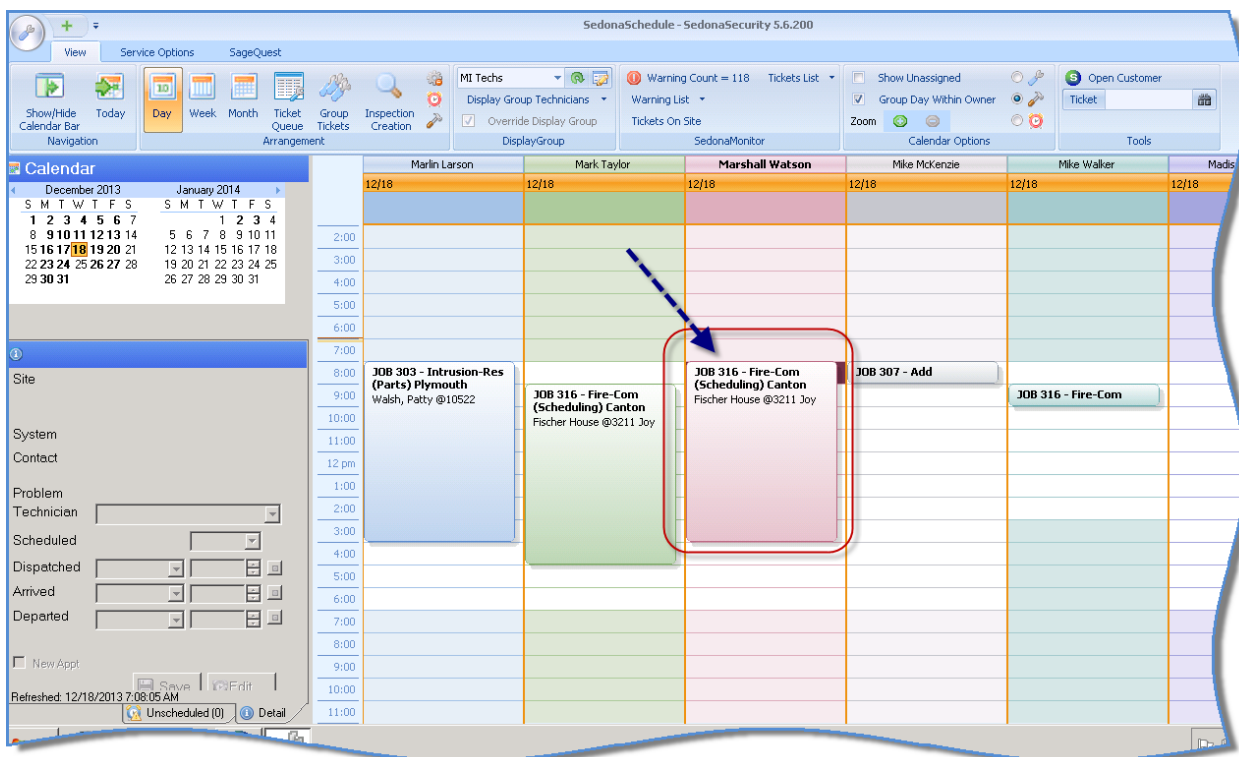 SedonaSchedule - SedonaSecurity 5.6.200
View Service Options SageQuest
Show/Hide Calendar Bar
Today
Navigation
Day
Week
Month
Ticket Queue
Group Tickets
Inspection Creation
Arrangement
MI Techs
Display Group Technicians
Override Display Group
DisplayGroup
Warning Count = 118 Tickets List
Warning List
Tickets On Site
SedonaMonitor
Show Unassigned
Group Day Within Owner
Zoom
Calendar Options
Open Customer
Ticket
Tools
Calendar
December 2013 January 2014
S M T W T F S S M T W T F S
1 2 3 4 5 6 7 1 2 3 4
8 9 10 11 12 13 14 5 6 7 8 9 10 11
15 16 17 18 19 20 21 12 13 14 15 16 17 18
22 23 24 25 26 27 28 19 20 21 22 23 24 25
29 30 31 26 27 28 29 30 31
Site
System
Contact
Problem
Technician
Scheduled
Dispatched
Arrived
Departed
New Appt
Save Edit
Refreshed: 12/18/2013 7:08:05 AM
Unscheduled (0) Detail
Marlin Larson Mark Taylor Marshall Watson Mike McKenzie Mike Walker Madis
12/18 12/18 12/18 12/18 12/18 12/18
2:00
3:00
4:00
5:00
6:00
7:00
8:00
9:00
10:00
11:00
12 pm
1:00
2:00
3:00
4:00
5:00
6:00
7:00
8:00
9:00
10:00
11:00
JOB 303 - Intrusion-Res
(Parts) Plymouth
Walsh, Patty @10522
JOB 316 - Fire-Com
(Scheduling) Canton
Fischer House @3211 Joy
JOB 316 - Fire-Com
(Scheduling) Canton
Fischer House @3211 Joy
JOB 307 - Add
JOB 316 - Fire-Com